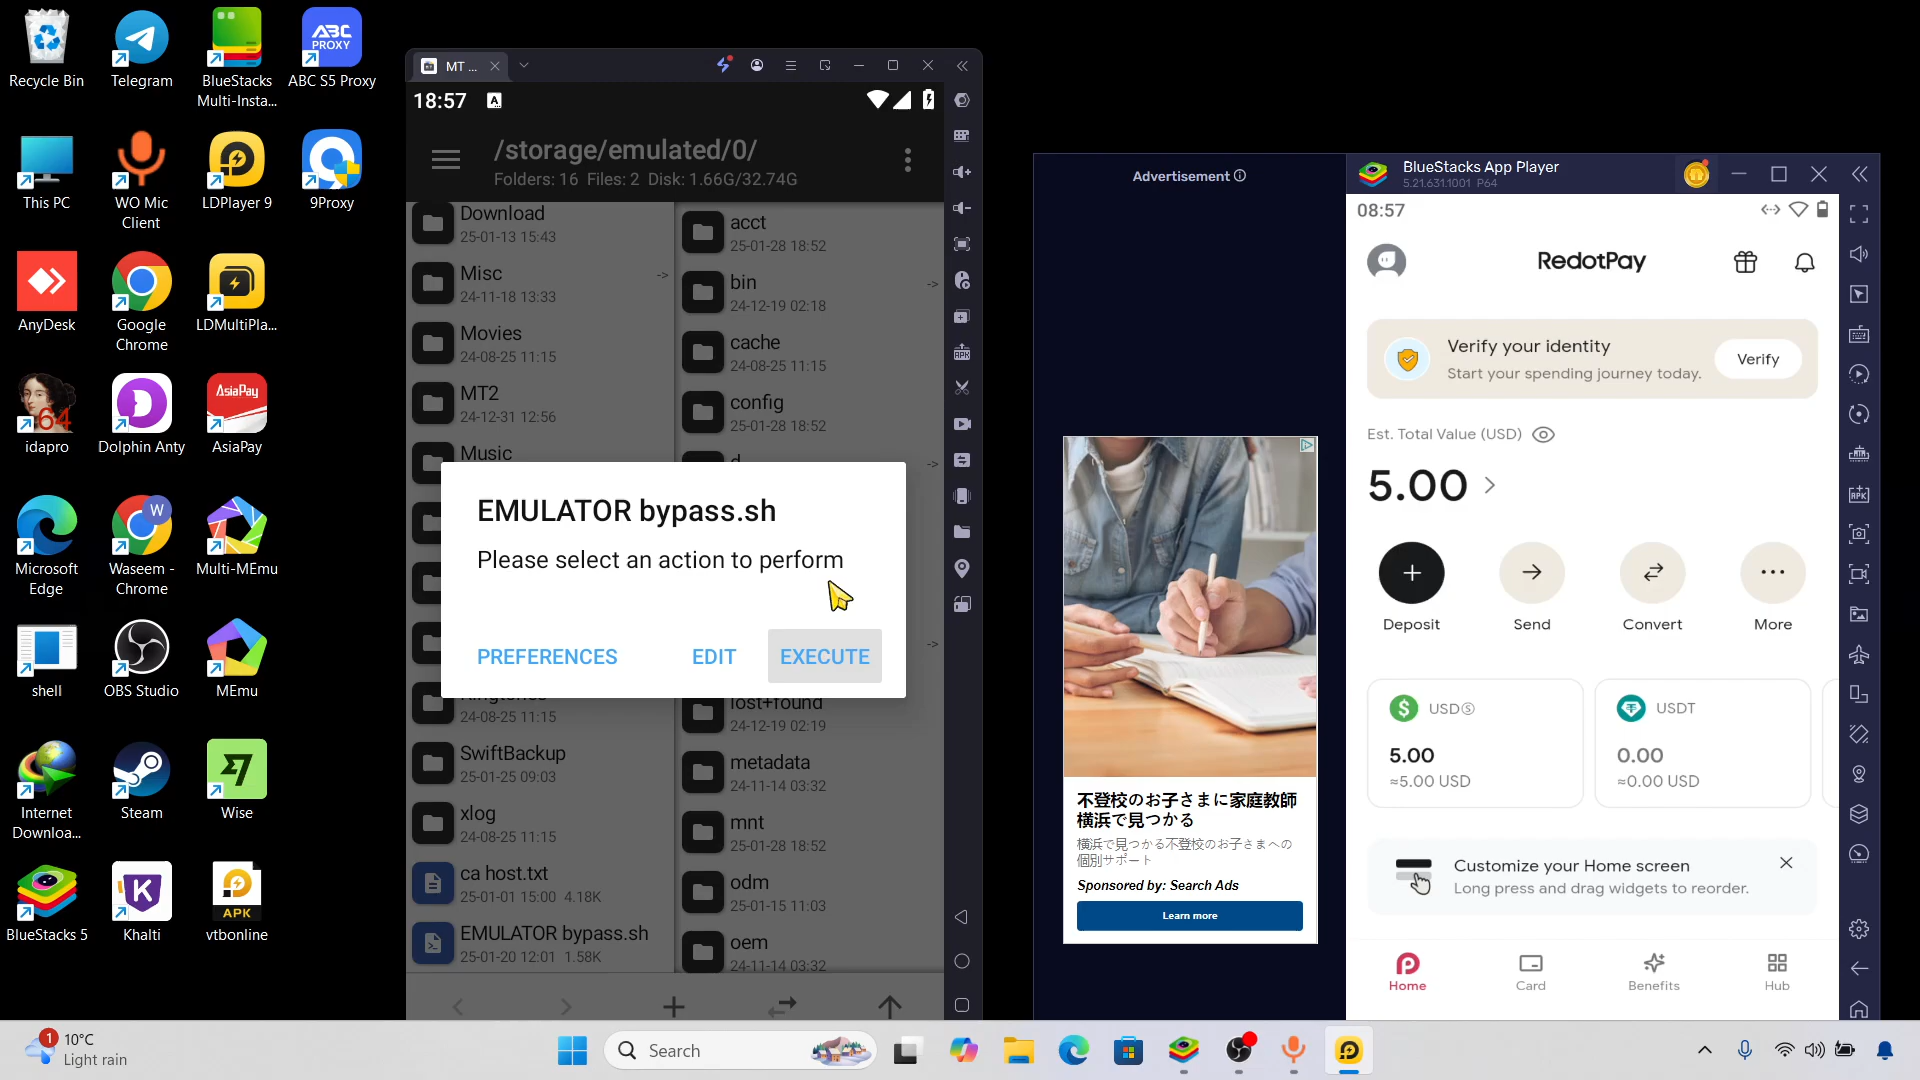 Recycle Bin
Telegram
BlueStacks
Multi-Insta...
ABC
PROXY
ABC S5 Proxy
This PC
WO Mic
Client
LDPlayer 9
9Proxy
AnyDesk
Google
Chrome
LDMultiPla...
64
idapro
Dolphin Anty
AsiaPay
AsiaPay
Microsoft
Edge
W
Waseem -
Chrome
Multi-MEmu
shell
OBS Studio
MEmu
Internet
Downloa...
Steam
Wise
BlueStacks 5
Khalti
APK
vtbonline
MT ...
18:57
A
/storage/emulated/0/
Folders: 16 Files: 2 Disk: 1.66G/32.74G
Download
25-01-13 15:43
Misc
->
24-11-18 13:33
Movies
24-08-25 11:15
MT2
24-12-31 12:56
Music
24-08-25 11:15
SwiftBackup
25-01-25 09:03
xlog
24-08-25 11:15
ca host.txt
25-01-01 15:00 4.18K
EMULATOR bypass.sh
25-01-20 12:01 1.58K
acct
25-01-28 18:52
bin
->
24-12-19 02:18
cache
24-08-25 11:15
config
25-01-28 18:52
d
->
->
lost+found
24-12-19 02:19
metadata
24-11-14 03:32
mnt
25-01-28 18:52
odm
25-01-15 11:03
oem
24-11-14 03:32
EMULATOR bypass.sh
Please select an action to perform
PREFERENCES
EDIT
EXECUTE
APK
Advertisement
不登校のお子さまに家庭教師
横浜で見つかる
横浜で見つかる不登校のお子さまへの
個別サポート
Sponsored by: Search Ads
Learn more
BlueStacks App Player
5.21.631.1001 P64
08:57
RedotPay
Verify your identity
Start your spending journey today.
Verify
Est. Total Value (USD)
5.00
Deposit
Send
Convert
More
USD
5.00
≈5.00 USD
USDT
0.00
≈0.00 USD
Customize your Home screen
Long press and drag widgets to reorder.
Home
Card
Benefits
Hub
APK
1
10°C
Light rain
Search